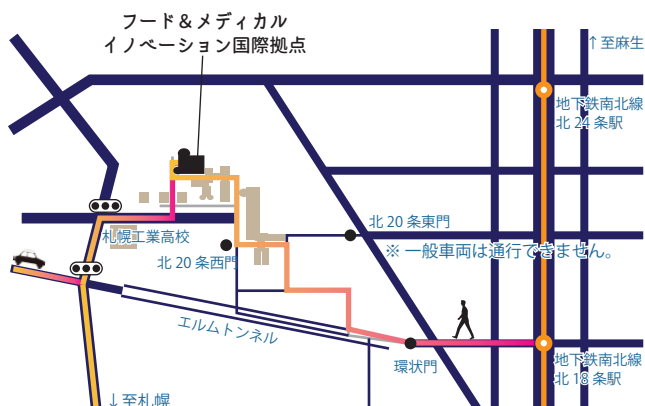 フード＆メディカル
イノベーション国際拠点
↑至麻生
地下鉄南北線
北 24 条駅
北 20 条東門
札幌工業高校
北 20 条西門
※ 一般車両は通行できません。
エルムトンネル
環状門
地下鉄南北線
北 18 条駅
↓至札幌